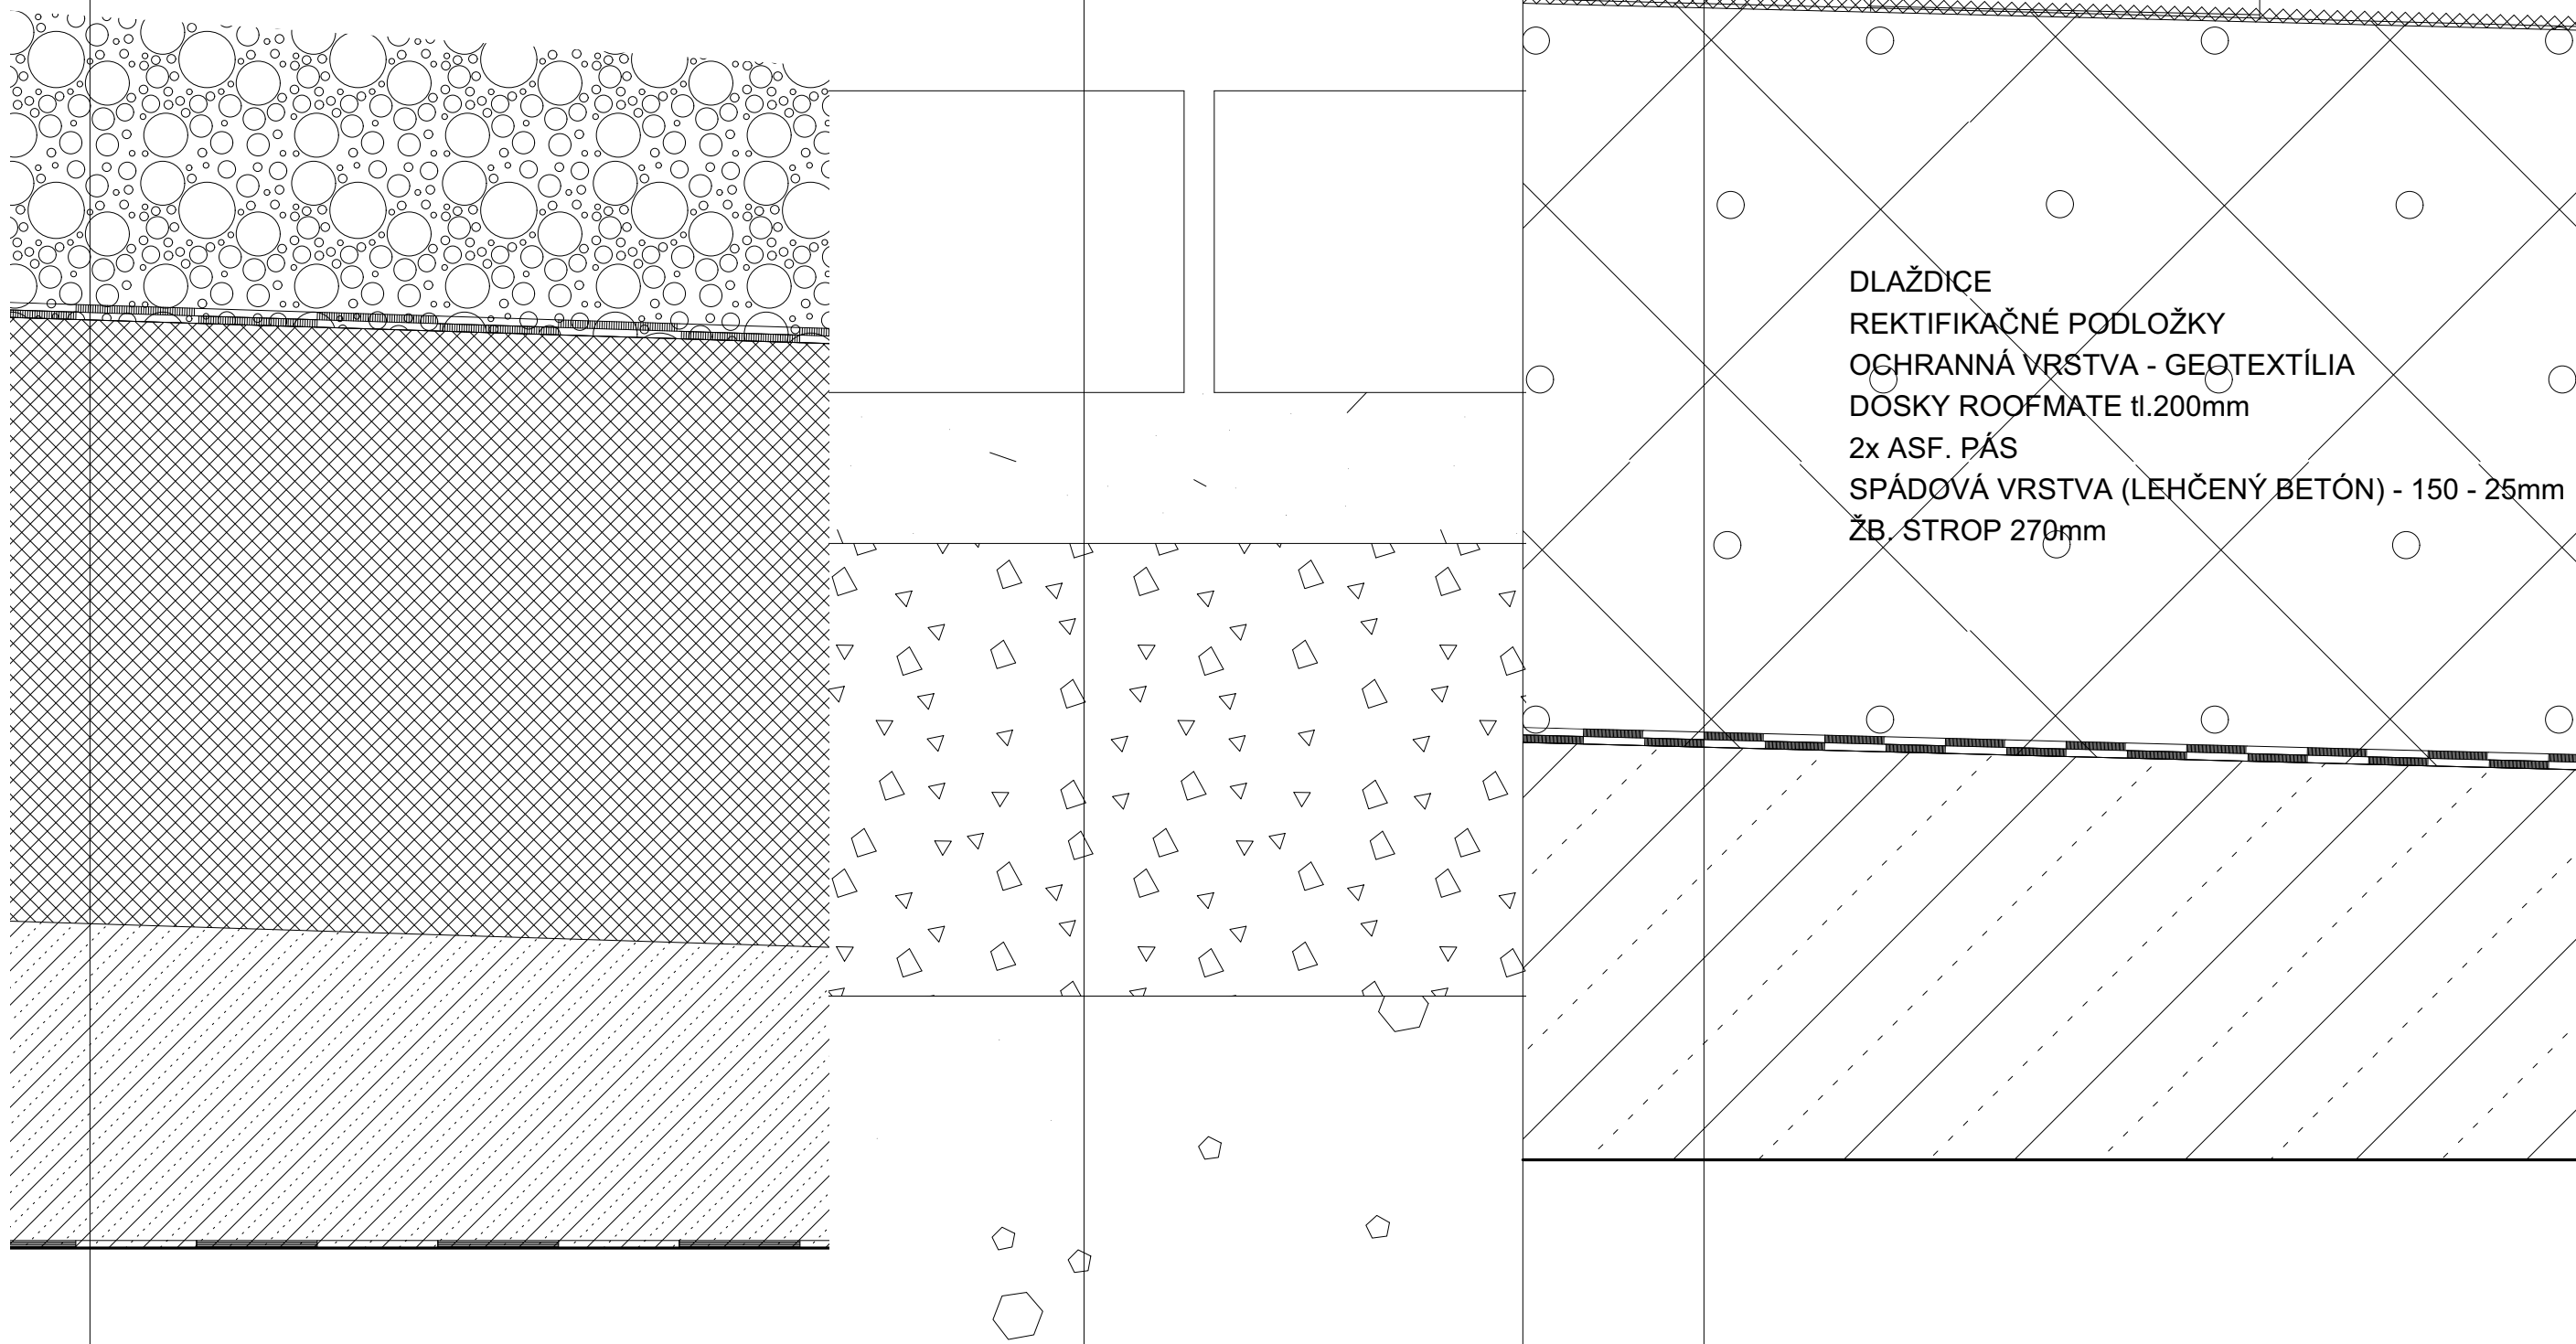 DLAŽDICE
REKTIFIKAČNÉ PODLOŽKY
OCHRANNÁ VRSTVA - GEOTEXTÍLIA
DOSKY ROOFMATE tl.200mm
2x ASF. PÁS
SPÁDOVÁ VRSTVA (LEHČENÝ BETÓN) - 150 - 25mm
ŽB. STROP 270mm